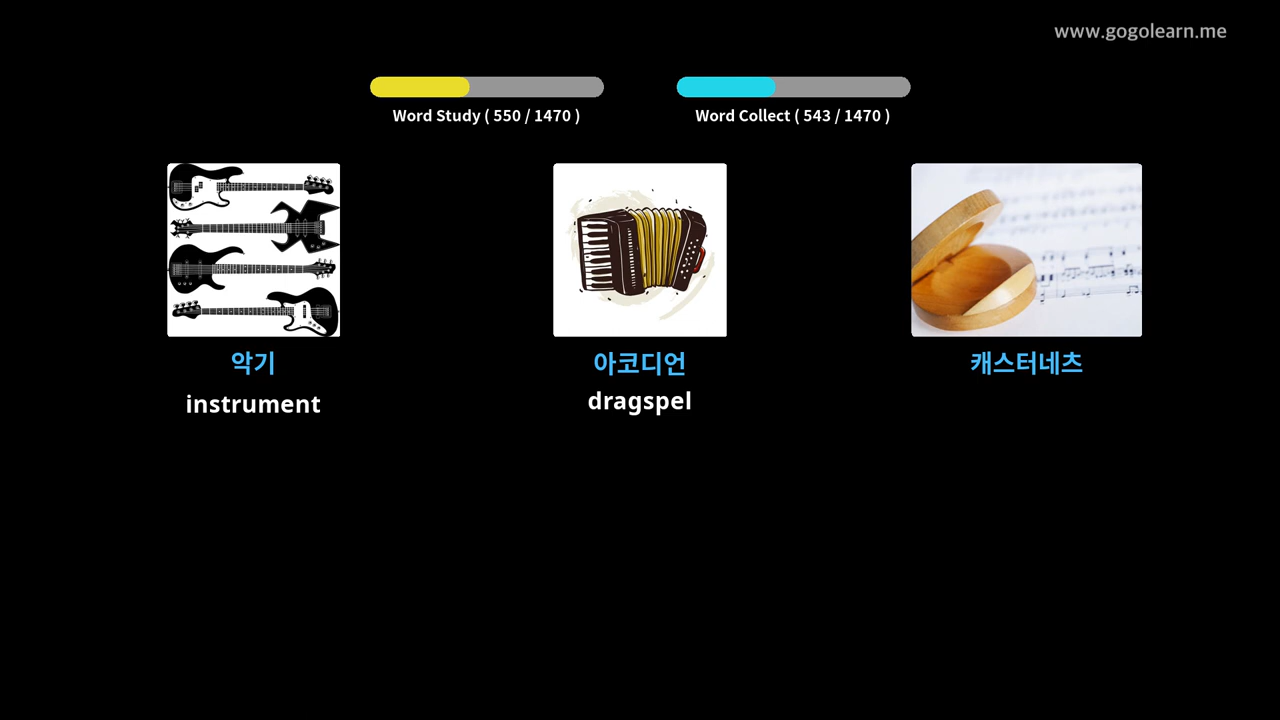 www.gogolearn.me
Word Study ( 550 / 1470 )
Word Collect ( 543 / 1470 )
악기
아코디언
캐스터네츠
instrument
dragspel